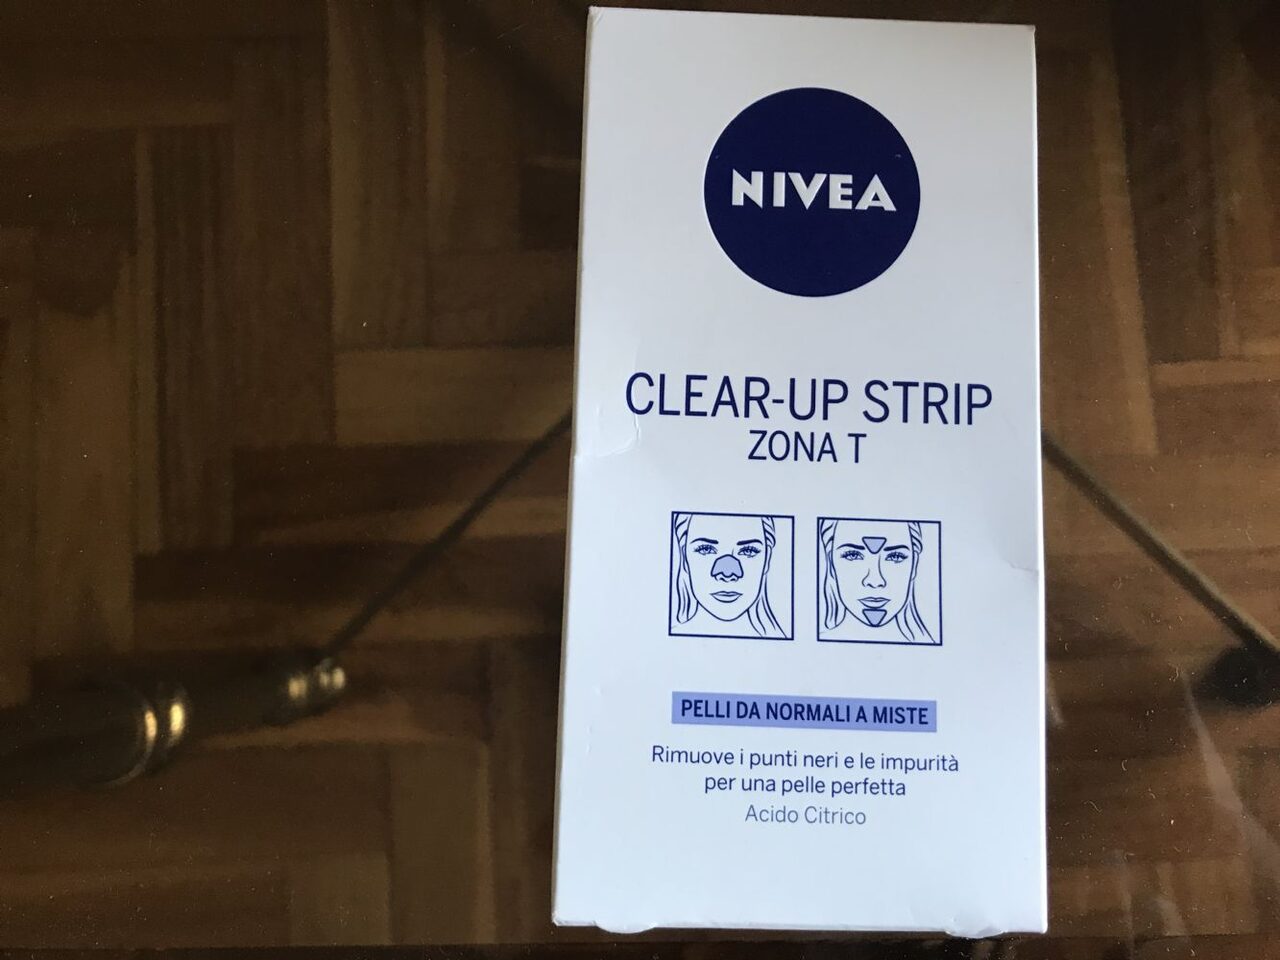 NIVEA
CLEAR-UP STRIP
ZONA T
PELLI DA NORMALI A MISTE
Rimuove i punti neri e le impurità
per una pelle perfetta
Acido Citrico